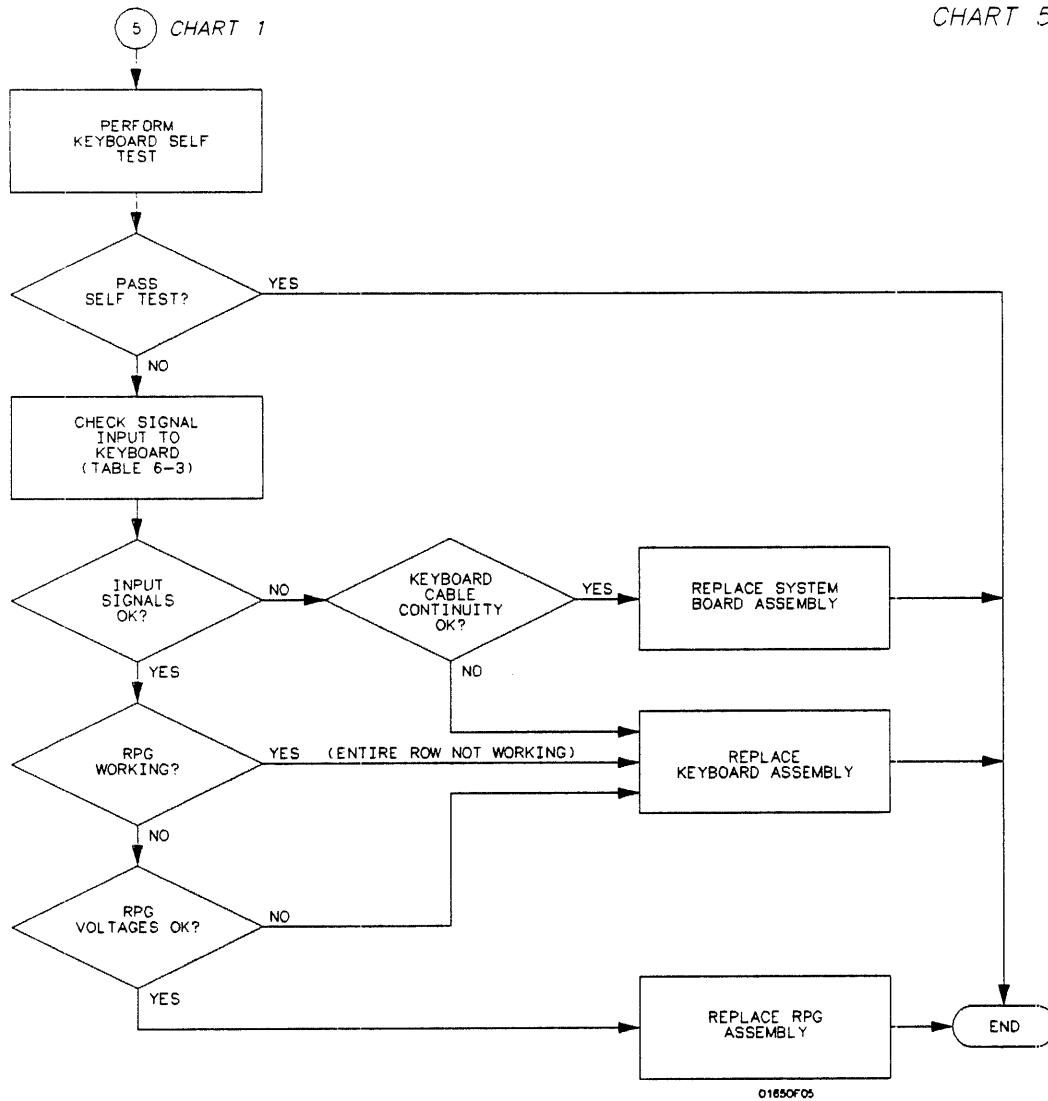 CHART 5
5 CHART 1
PERFORM
KEYBOARD SELF
TEST
PASS
SELF TEST?
YES
NO
CHECK SIGNAL
INPUT TO
KEYBOARD
(TABLE 6-3)
INPUT
SIGNALS
OK?
NO
KEYBOARD
CABLE
CONTINUITY
OK?
YES
REPLACE SYSTEM
BOARD ASSEMBLY
YES
NO
RPG
WORKING?
YES (ENTIRE ROW NOT WORKING)
REPLACE
KEYBOARD ASSEMBLY
NO
RPG
VOLTAGES OK?
NO
YES
REPLACE RPG
ASSEMBLY
END
01650F05